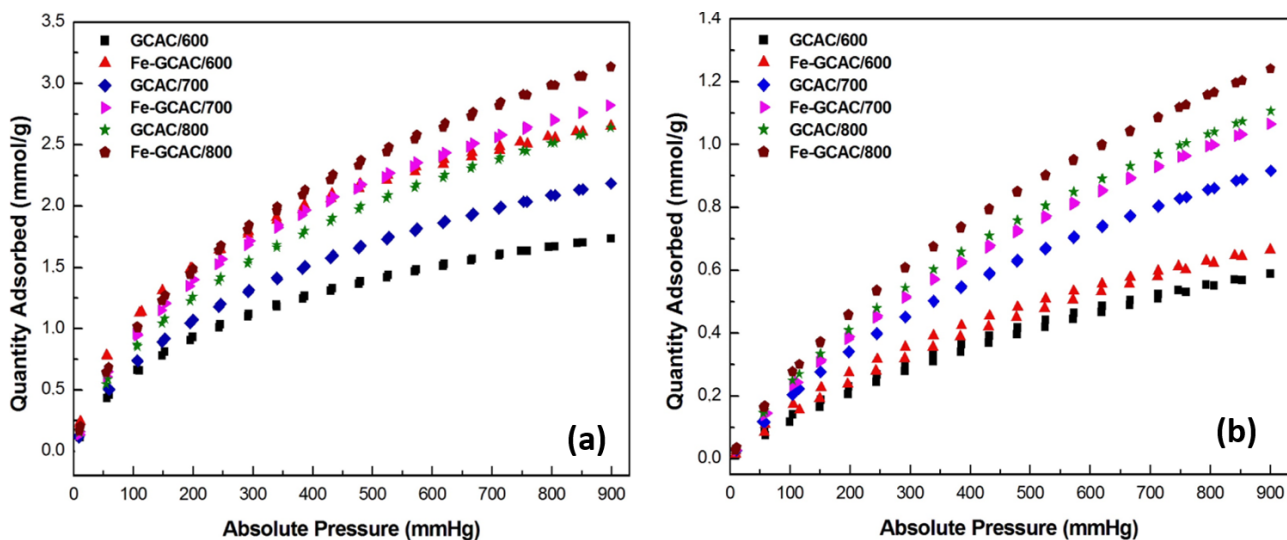 3.5
3.0
2.5
2.0
1.5
1.0
0.5
0.0
Quantity Adsorbed (mmol/g)
GCAC/600
Fe-GCAC/600
GCAC/700
Fe-GCAC/700
GCAC/800
Fe-GCAC/800
(a)
0 100 200 300 400 500 600 700 800 900
Absolute Pressure (mmHg)
1.4
1.2
1.0
0.8
0.6
0.4
0.2
0.0
Quantity Adsorbed (mmol/g)
GCAC/600
Fe-GCAC/600
GCAC/700
Fe-GCAC/700
GCAC/800
Fe-GCAC/800
(b)
0 100 200 300 400 500 600 700 800 900
Absolute Pressure (mmHg)